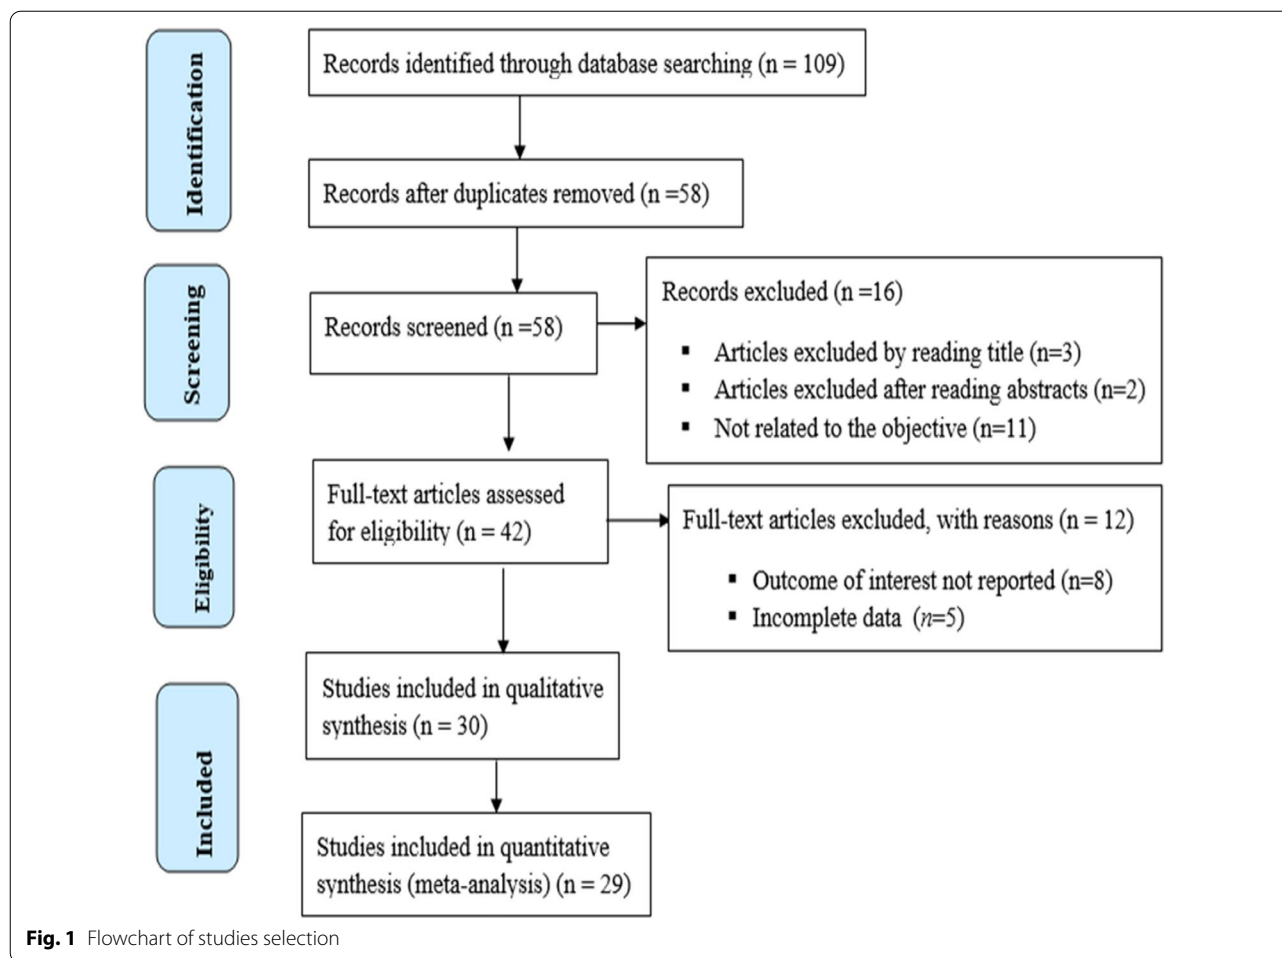 Identification
Records identified through database searching (n = 109)
Records after duplicates removed (n =58)
Screening
Records screened (n =58)
Records excluded (n =16)
▪ Articles excluded by reading title (n=3)
▪ Articles excluded after reading abstracts (n=2)
▪ Not related to the objective (n=11)
Eligibility
Full-text articles assessed
for eligibility (n = 42)
Full-text articles excluded, with reasons (n = 12)
▪ Outcome of interest not reported (n=8)
▪ Incomplete data (n=5)
Included
Studies included in qualitative
synthesis (n = 30)
Studies included in quantitative
synthesis (meta-analysis) (n = 29)
Fig. 1 Flowchart of studies selection